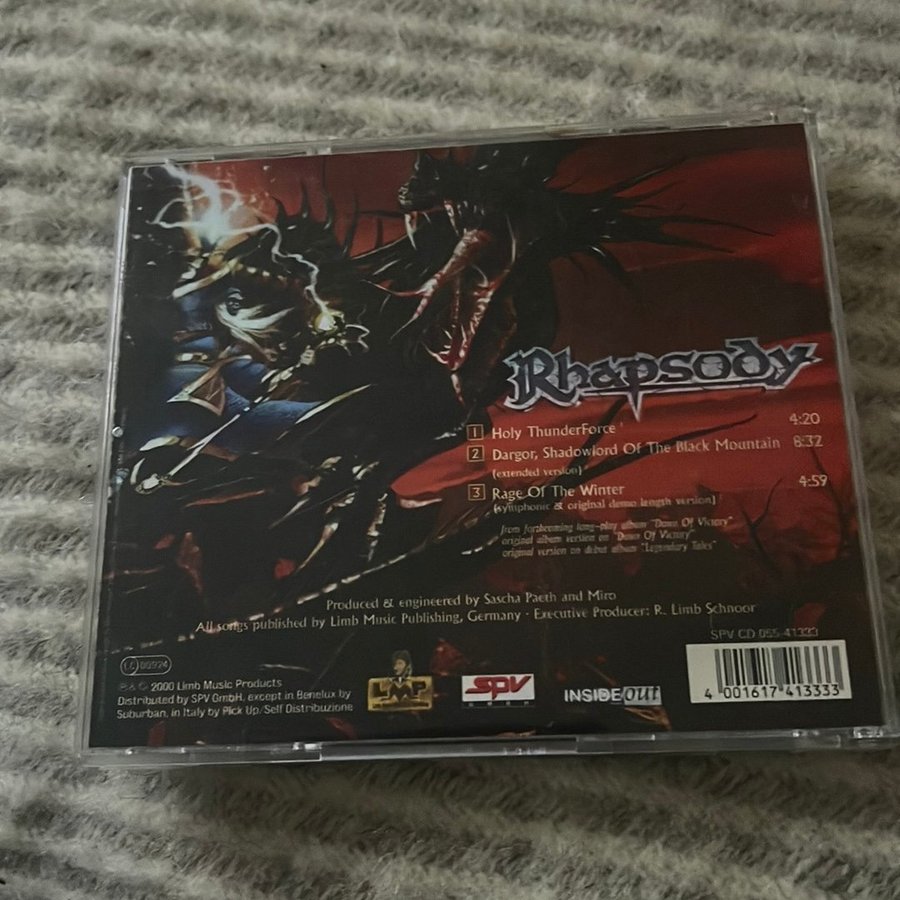 Rhapsody
1 Holy ThunderForce 4:20
2 Dargor, Shadowlord Of The Black Mountain 8:32
(extended version)
3 Rage Of The Winter 4:59
(symphonic & original demo length version)
from forthcoming long-play album "Dawn Of Victory"
original album version on "Dawn Of Victory"
original version on debut album "Legendary Tales"
Produced & engineered by Sascha Paeth and Miro
All songs published by Limb Music Publishing, Germany · Executive Producer: R. Limb Schnoor
SPV CD 055-41333
LC 00924
℗ & © 2000 Limb Music Products
Distributed by SPV GmbH, except in Benelux by
Suburban, in Italy by Pick Up/Self Distribuzione
LMP
SPV
INSIDEout
4 001617 413333